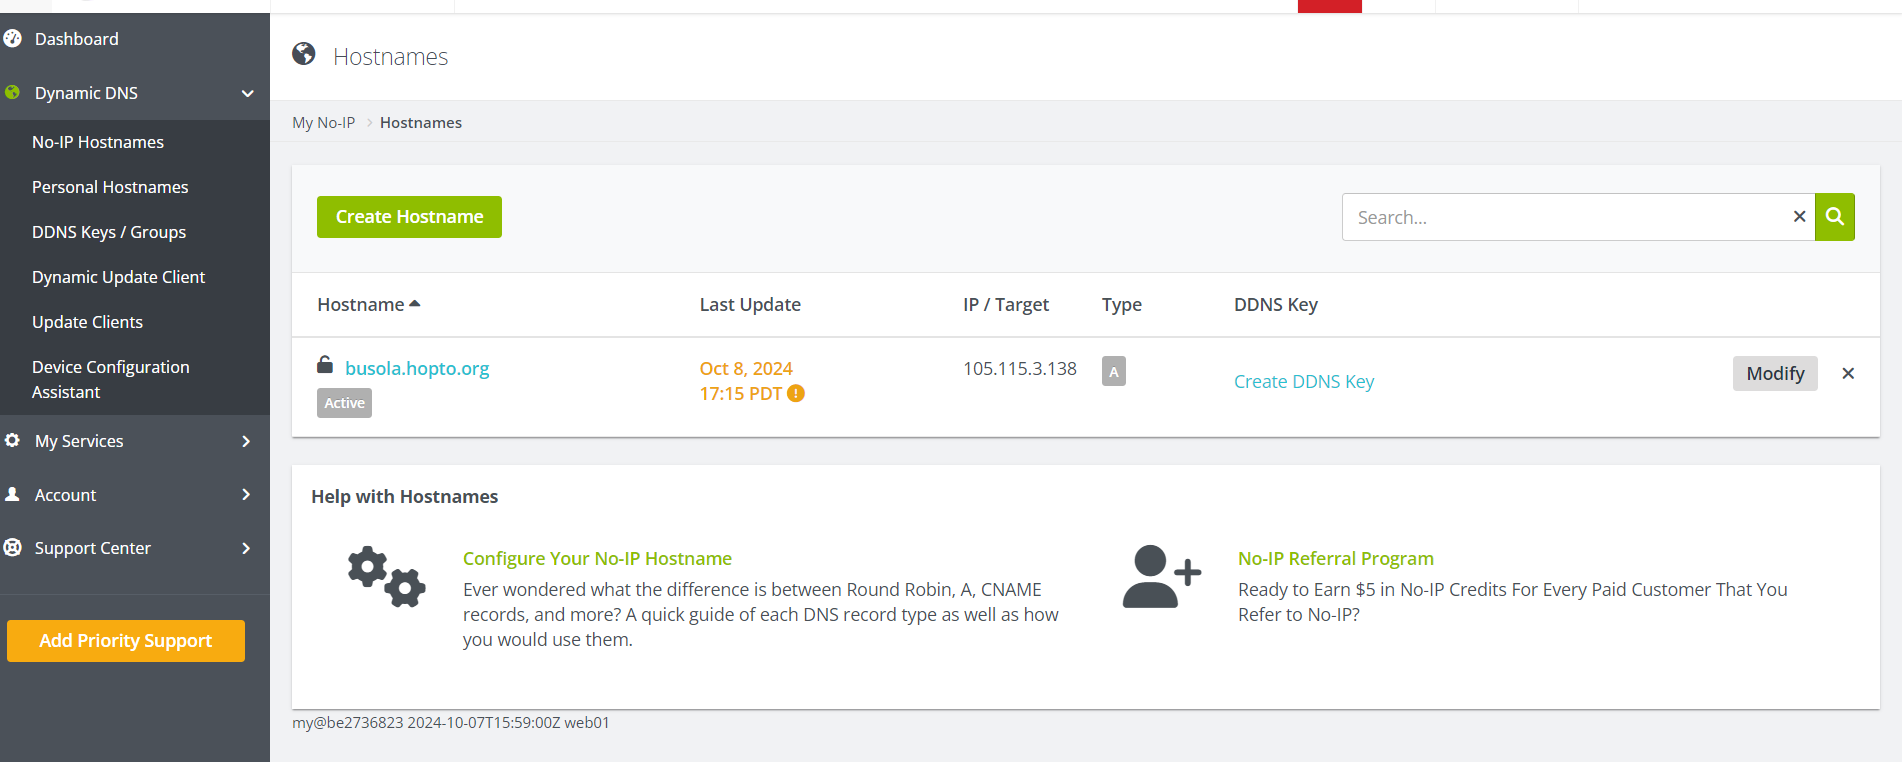 Dashboard
Dynamic DNS
No-IP Hostnames
Personal Hostnames
DDNS Keys / Groups
Dynamic Update Client
Update Clients
Device Configuration
Assistant
My Services
Account
Support Center
Add Priority Support
Hostnames
My No-IP > Hostnames
Create Hostname
Search...
Hostname Last Update IP / Target Type DDNS Key
busola.hopto.org Oct 8, 2024 105.115.3.138 A Create DDNS Key Modify
Active 17:15 PDT
Help with Hostnames
Configure Your No-IP Hostname
Ever wondered what the difference is between Round Robin, A, CNAME
records, and more? A quick guide of each DNS record type as well as how
you would use them.
No-IP Referral Program
Ready to Earn $5 in No-IP Credits For Every Paid Customer That You
Refer to No-IP?
my@be2736823 2024-10-07T15:59:00Z web01